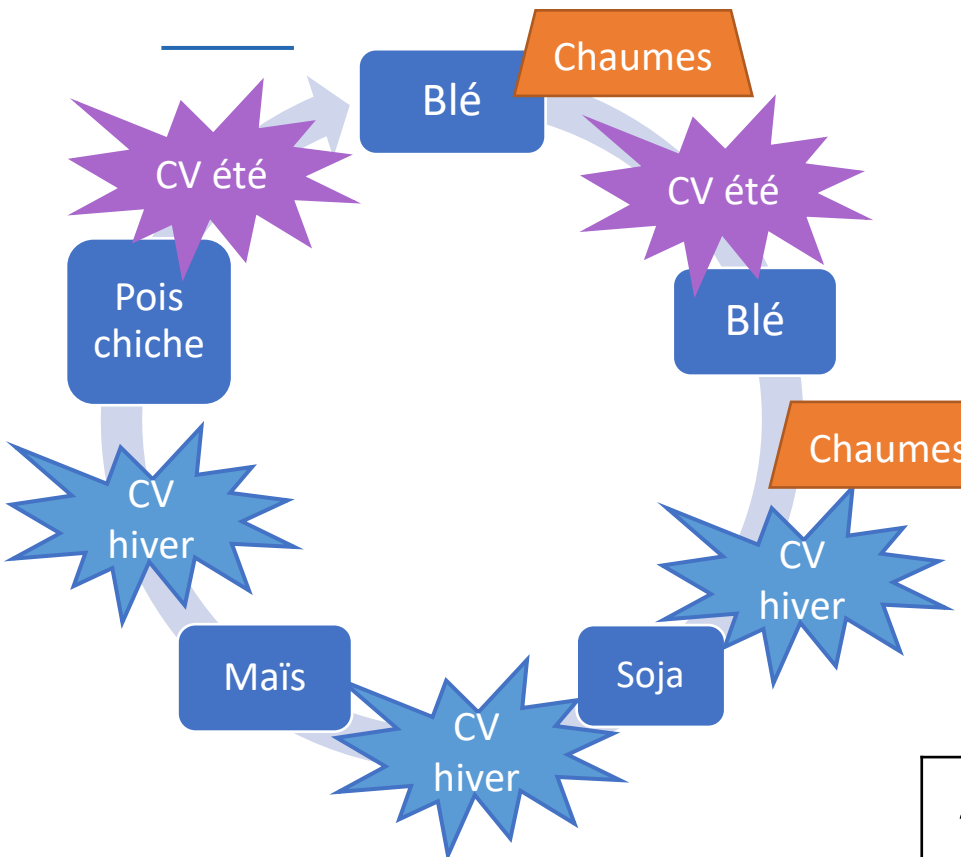 Chaumes
Blé
CV été
CV été
Pois
chiche
Blé
Chaumes
CV
hiver
CV
hiver
Maïs
Soja
CV
hiver